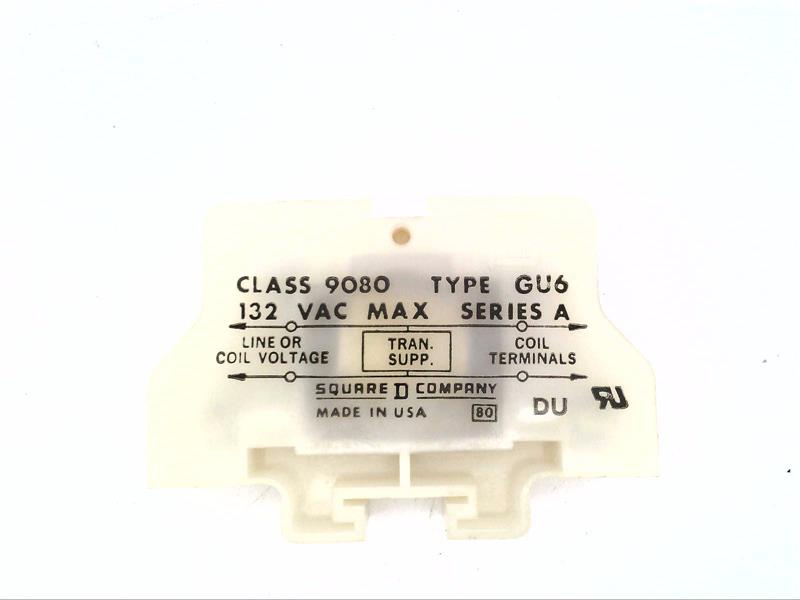 CLASS 9080 TYPE GU6
132 VAC MAX SERIES A
LINE OR
COIL VOLTAGE
TRAN.
SUPP.
COIL
TERMINALS
SQUARE D COMPANY
MADE IN USA 80 DU RU